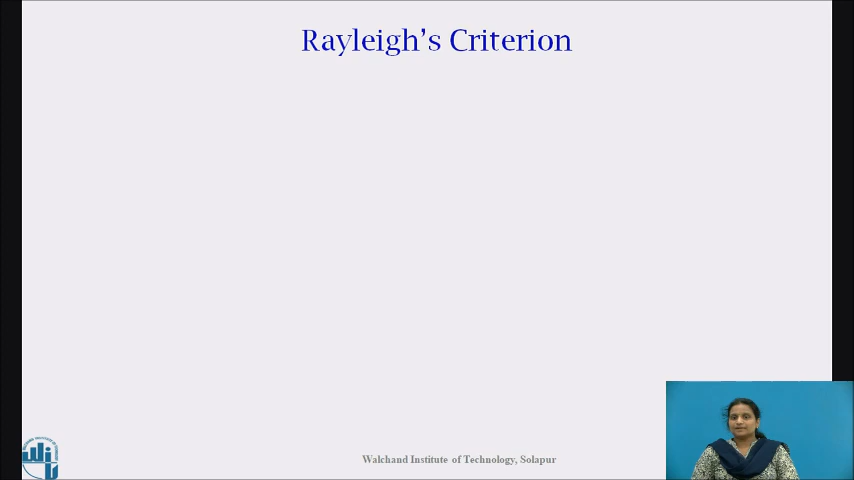 Rayleigh's Criterion
Walchand Institute of Technology, Solapur